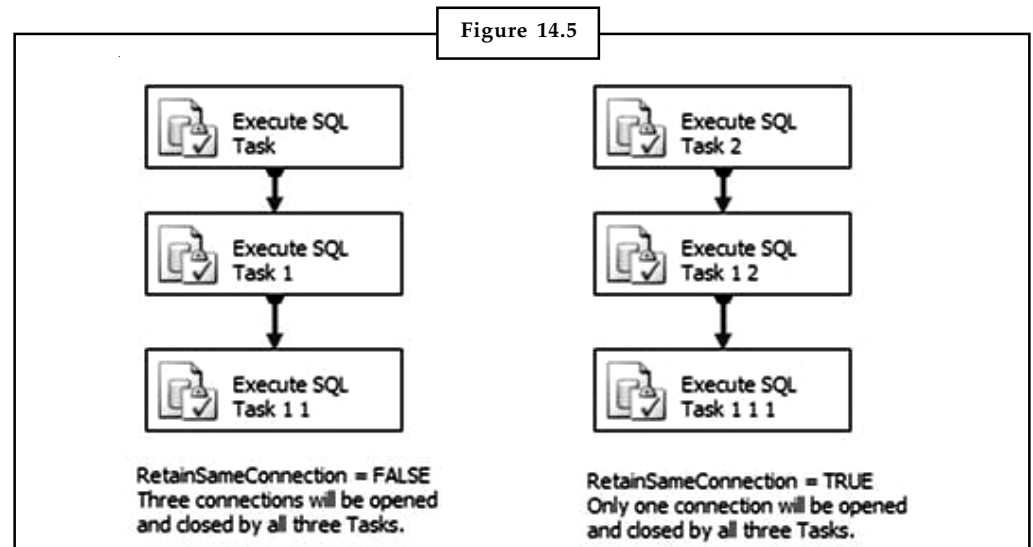 Figure 14.5
Execute SQL
Task
Execute SQL
Task 1
Execute SQL
Task 1 1
RetainSameConnection = FALSE
Three connections will be opened
and closed by all three Tasks.
Execute SQL
Task 2
Execute SQL
Task 1 2
Execute SQL
Task 1 1 1
RetainSameConnection = TRUE
Only one connection will be opened
and closed by all three Tasks.